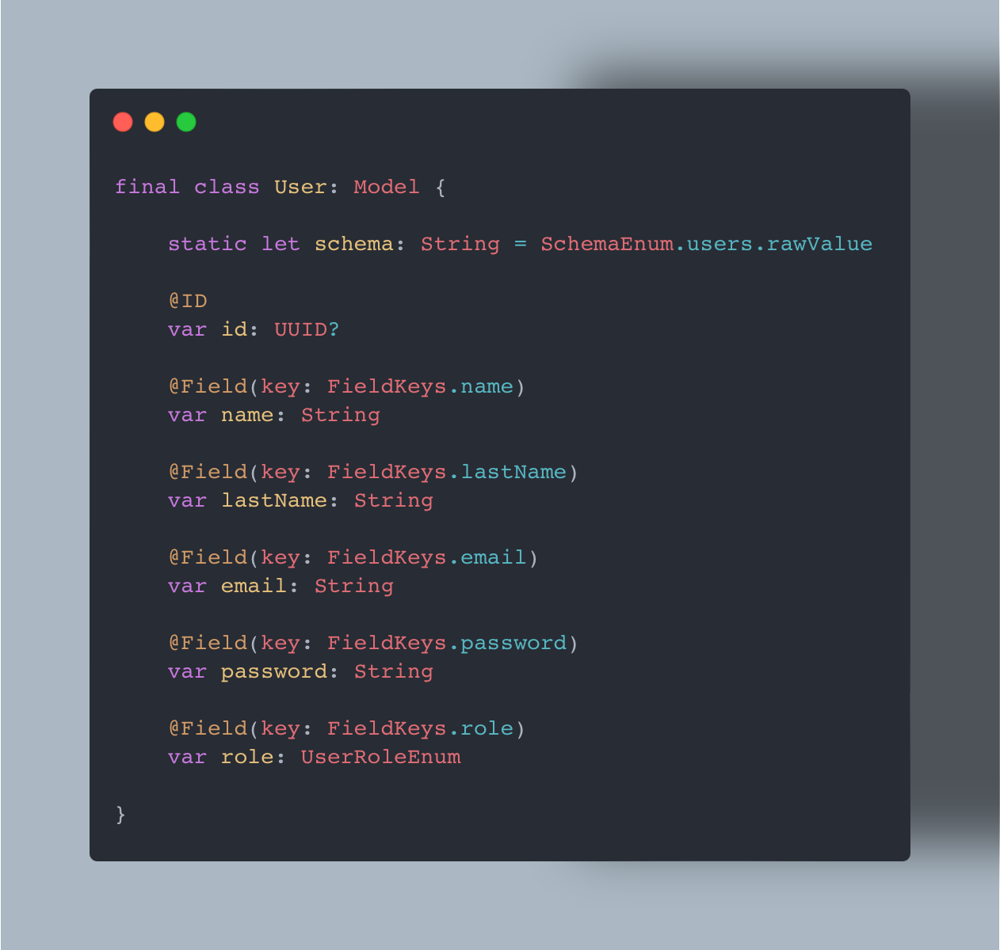 final class User: Model {
static let schema: String = SchemaEnum.users.rawValue
@ID
var id: UUID?
@Field(key: FieldKeys.name)
var name: String
@Field(key: FieldKeys.lastName)
var lastName: String
@Field(key: FieldKeys.email)
var email: String
@Field(key: FieldKeys.password)
var password: String
@Field(key: FieldKeys.role)
var role: UserRoleEnum
}